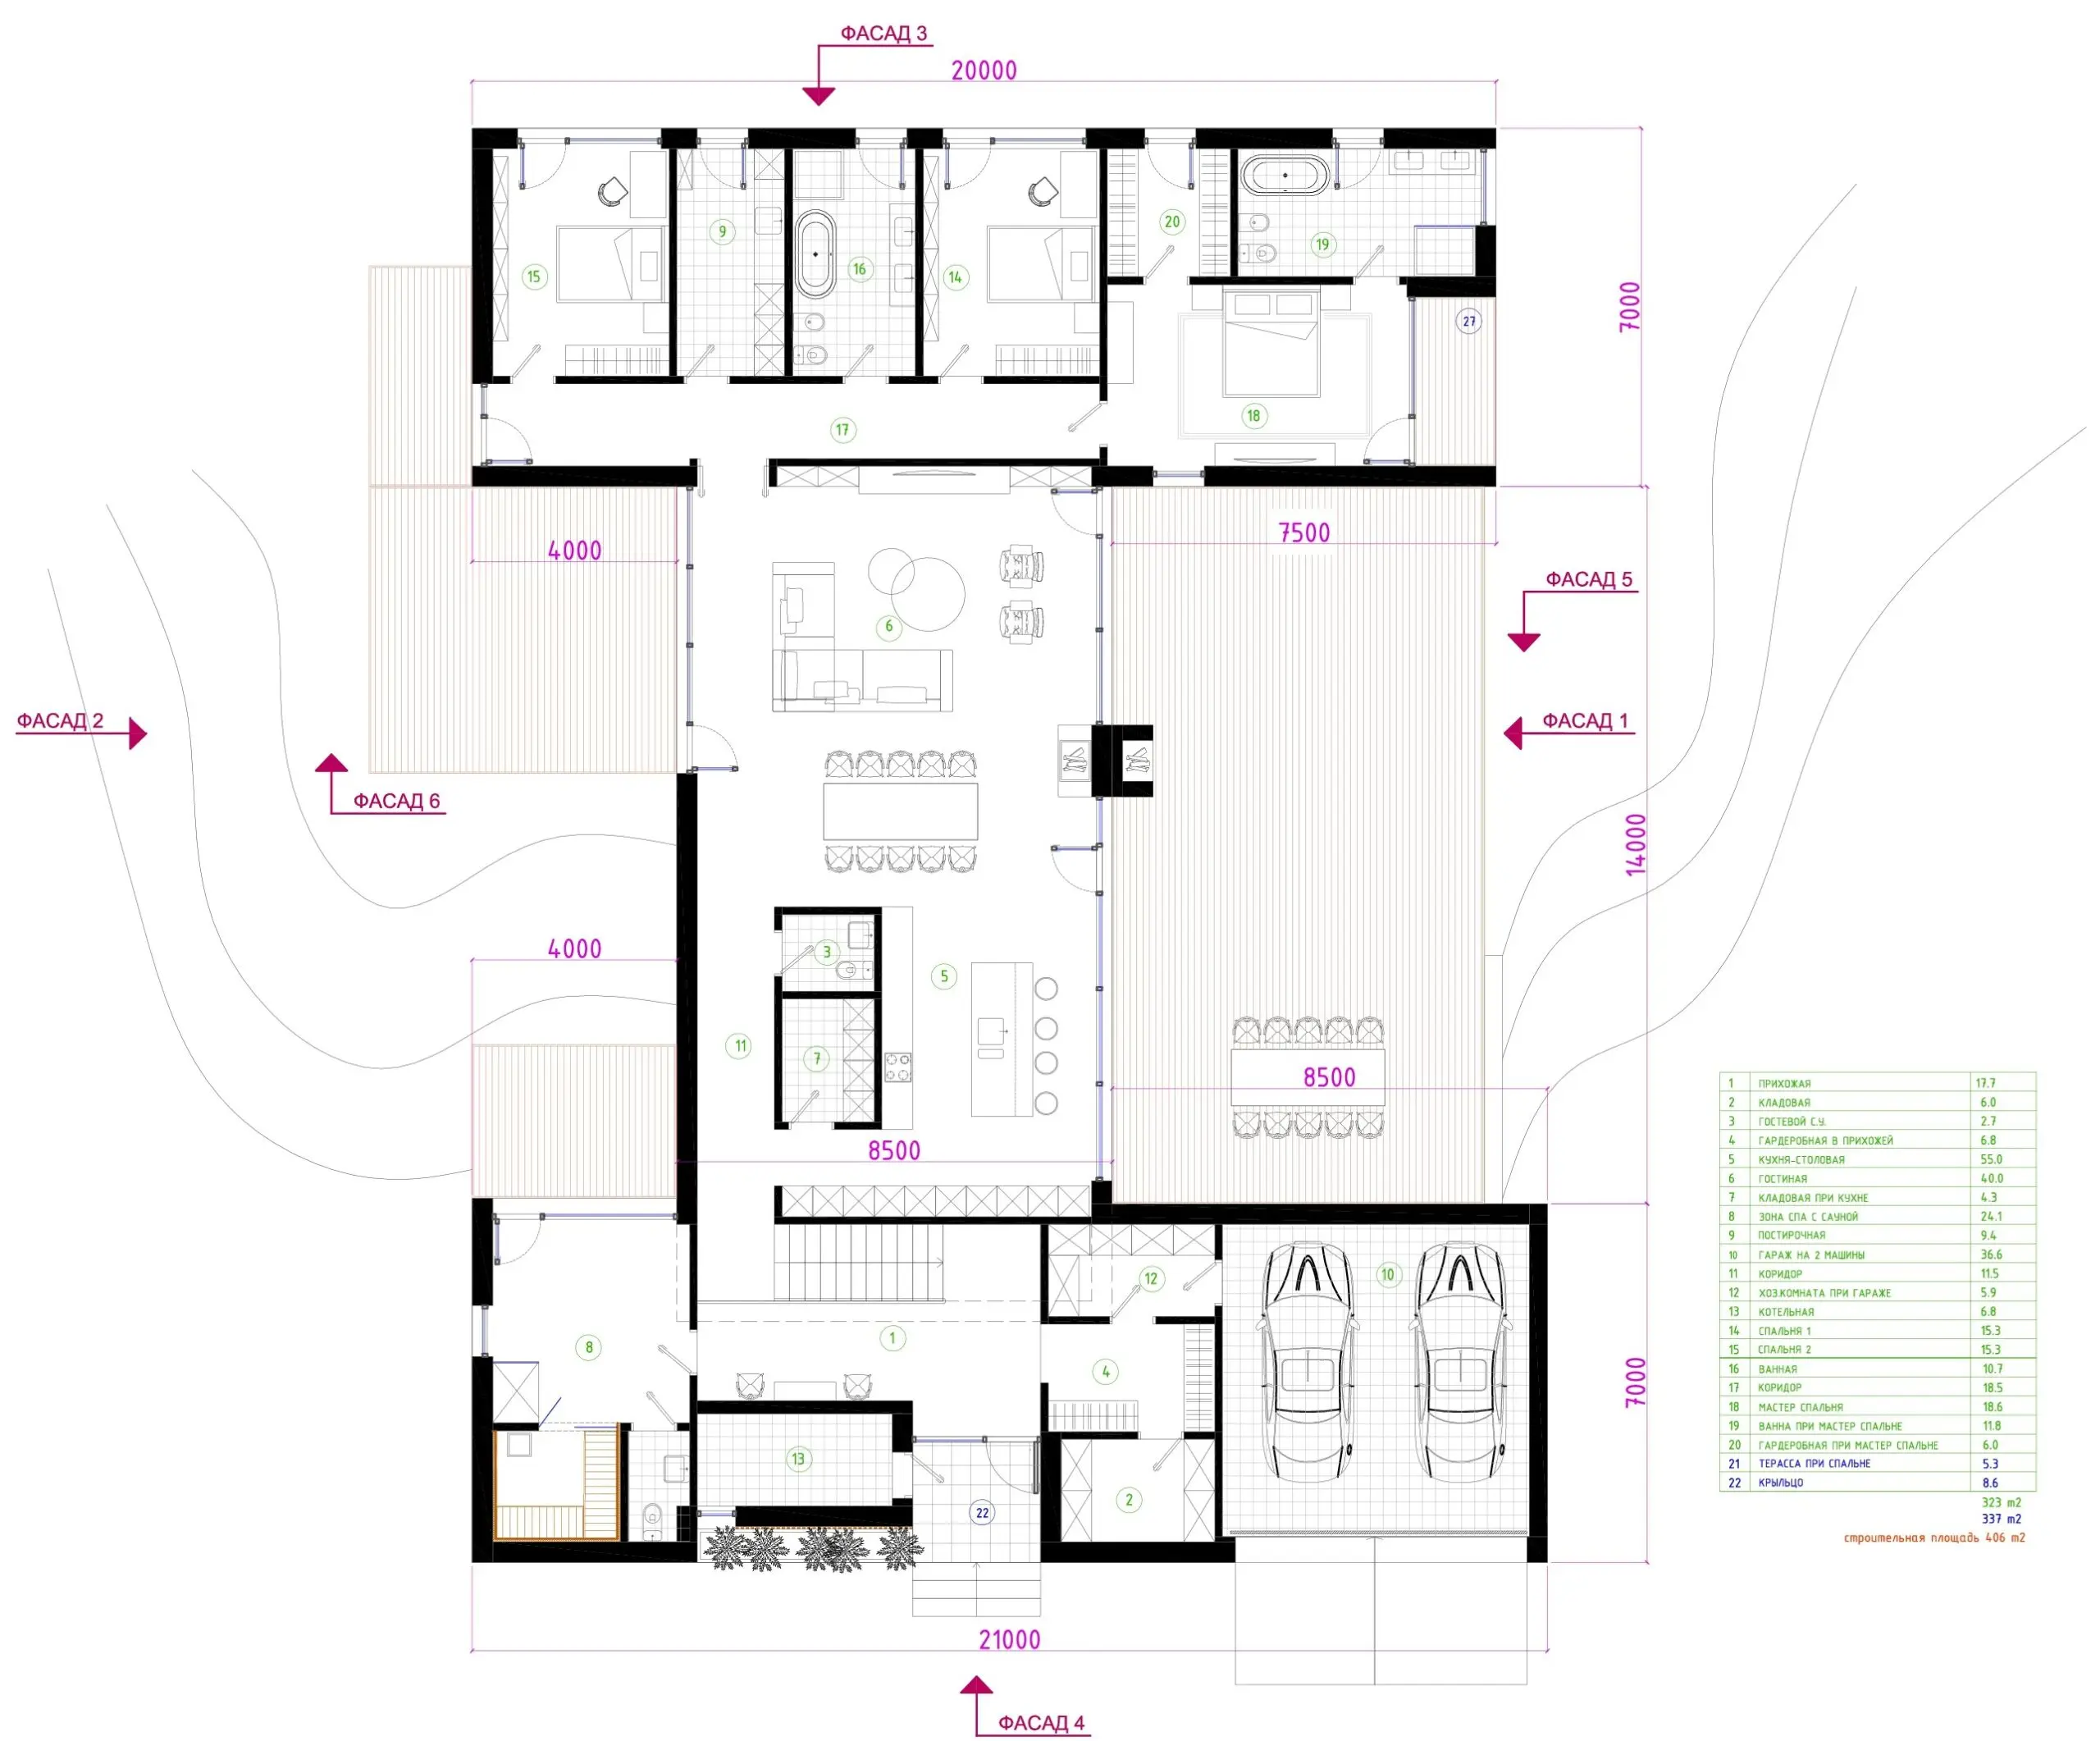 ФАСАД 3
20000
9
20
19
16
15
14
27
7000
18
17
7500
4000
ФАСАД 5
6
ФАСАД 2
ФАСАД 1
ФАСАД 6
14000
4000
3
5
11
7
8500
8500
12
10
1
8
4
7000
13
2
22
21000
ФАСАД 4
1 ПРИХОЖАЯ 17.7
2 КЛАДОВАЯ 6.0
3 ГОСТЕВОЙ С.У. 2.7
4 ГАРДЕРОБНАЯ В ПРИХОЖЕЙ 6.8
5 КУХНЯ-СТОЛОВАЯ 55.0
6 ГОСТИНАЯ 40.0
7 КЛАДОВАЯ ПРИ КУХНЕ 4.3
8 ЗОНА СПА С САУНОЙ 24.1
9 ПОСТИРОЧНАЯ 9.4
10 ГАРАЖ НА 2 МАШИНЫ 36.6
11 КОРИДОР 11.5
12 ХОЗ.КОМНАТА ПРИ ГАРАЖЕ 5.9
13 КОТЕЛЬНАЯ 6.8
14 СПАЛЬНЯ 1 15.3
15 СПАЛЬНЯ 2 15.3
16 ВАННАЯ 10.7
17 КОРИДОР 18.5
18 МАСТЕР СПАЛЬНЯ 18.6
19 ВАННА ПРИ МАСТЕР СПАЛЬНЕ 11.8
20 ГАРДЕРОБНАЯ ПРИ МАСТЕР СПАЛЬНЕ 6.0
21 ТЕРАССА ПРИ СПАЛЬНЕ 5.3
22 КРЫЛЬЦО 8.6
323 m2
337 m2
строительная площадь 406 m2